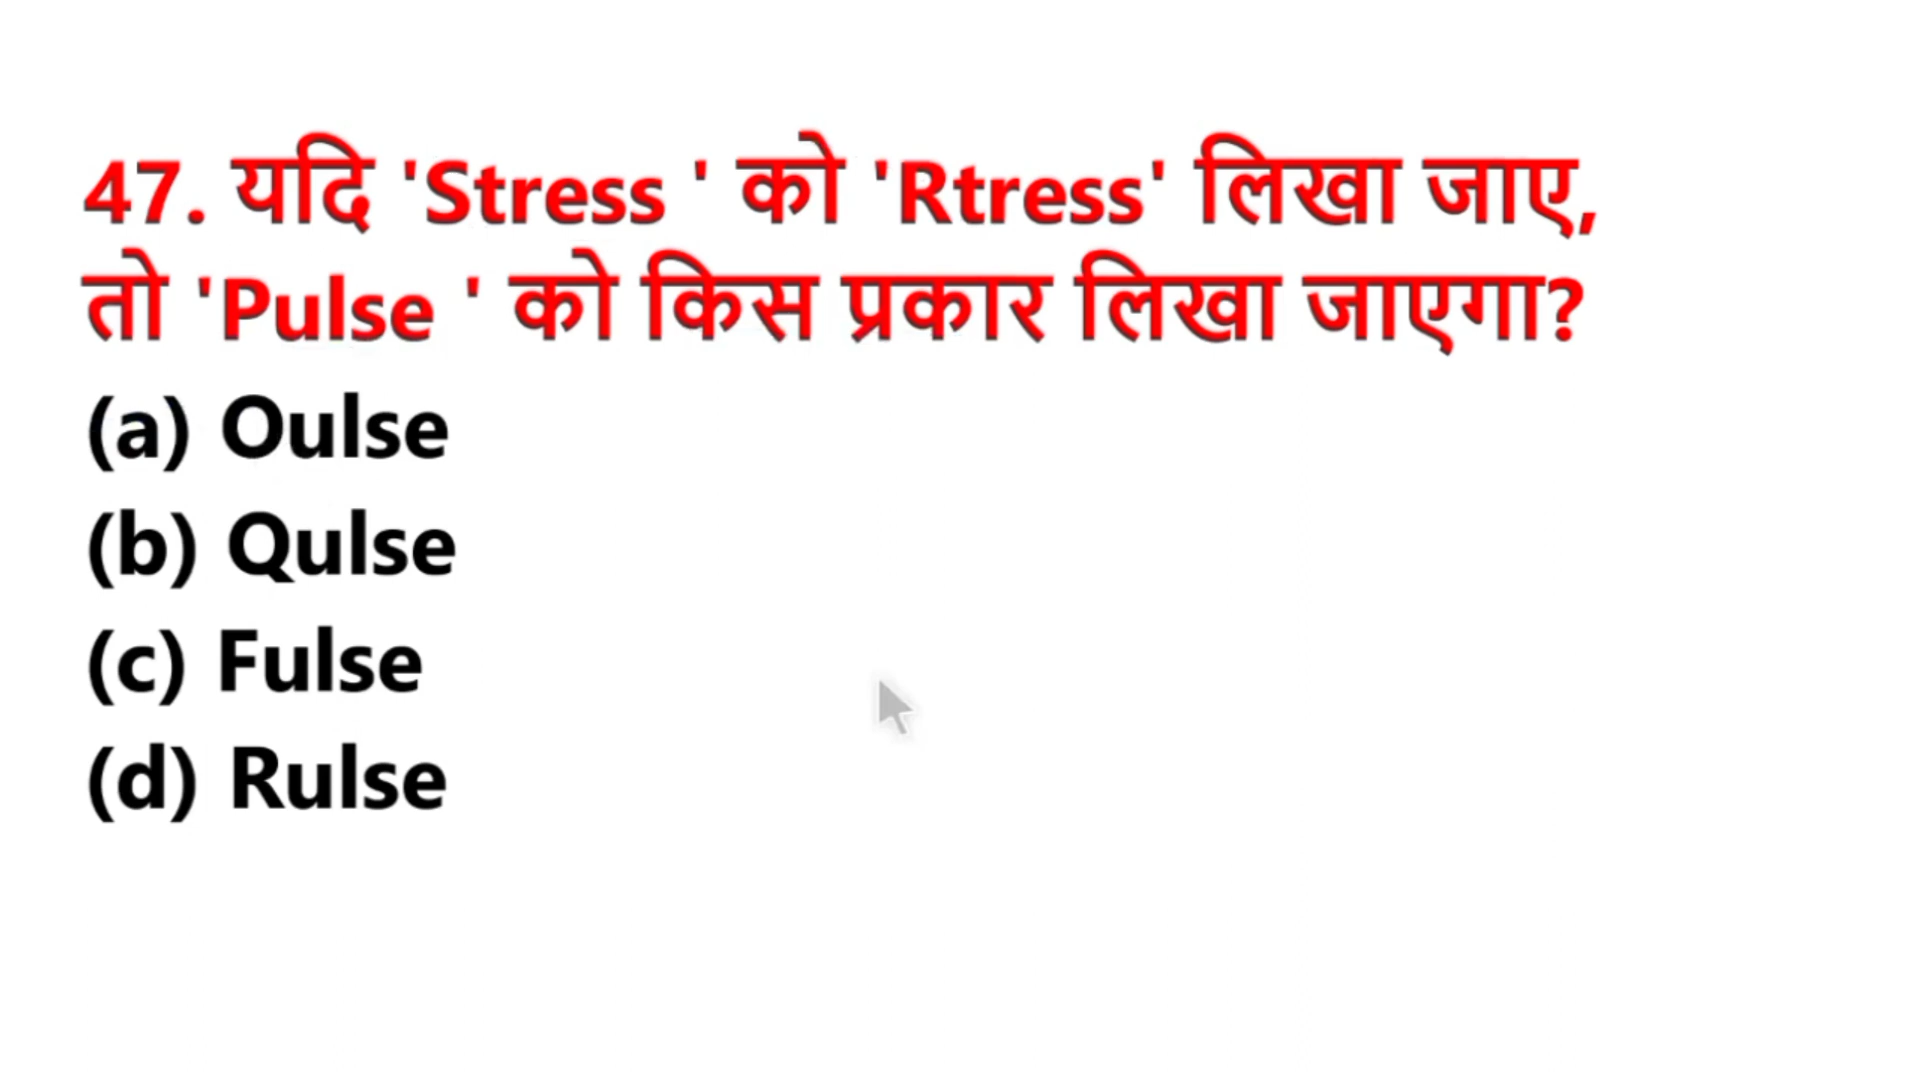 47. यदि 'Stress ' को 'Rtress' लिखा जाए,
तो 'Pulse ' को किस प्रकार लिखा जाएगा?
(a) Oulse
(b) Qulse
(c) Fulse
(d) Rulse